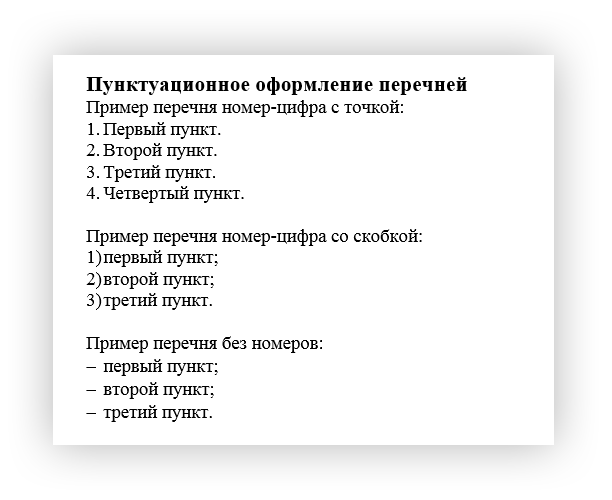 Пунктуационное оформление перечней
Пример перечня номер-цифра с точкой:
1. Первый пункт.
2. Второй пункт.
3. Третий пункт.
4. Четвертый пункт.
Пример перечня номер-цифра со скобкой:
1)первый пункт;
2)второй пункт;
3)третий пункт.
Пример перечня без номеров:
– первый пункт;
– второй пункт;
– третий пункт.